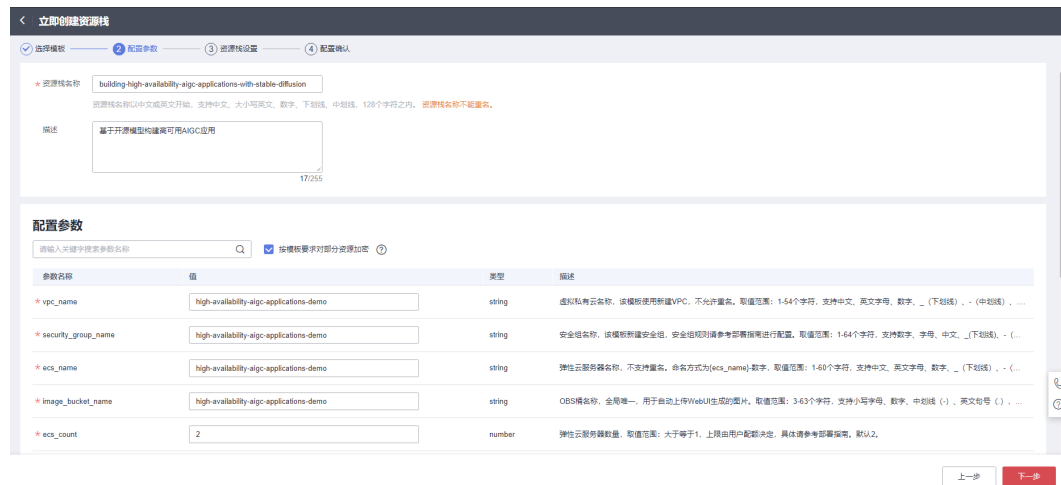 立即创建资源栈
选择模板
2 配置参数
3 资源栈设置
4 配置确认
* 资源栈名称
building-high-availability-aigc-applications-with-stable-diffusion
资源栈名称以中文或英文开始，支持中文、大小写英文、数字、下划线、中划线，128个字符之内。 资源栈名称不能重名。
描述
基于开源模型构建高可用AIGC应用
17/255
配置参数
请输入关键字搜索参数名称
按模板要求对部分资源加密
参数名称 值 类型 描述
* vpc_name high-availability-aigc-applications-demo string 虚拟私有云名称，该模板使用新建VPC，不允许重名。取值范围：1-54个字符，支持中文、英文字母、数字、_（下划线）、-（中划线）、...
* security_group_name high-availability-aigc-applications-demo string 安全组名称，该模板新建安全组，安全组规则请参考部署指南进行配置。取值范围：1-64个字符，支持数字、字母、中文、_(下划线)、-（...
* ecs_name high-availability-aigc-applications-demo string 弹性云服务器名称，不支持重名。命名方式为{ecs_name}-数字，取值范围：1-60个字符，支持中文、英文字母、数字、_（下划线）、-（...
* image_bucket_name high-availability-aigc-applications-demo string OBS桶名称，全局唯一，用于自动上传WebUI生成的图片。取值范围：3-63个字符，支持小写字母、数字、中划线（-）、英文句号（.）、...
* ecs_count 2 number 弹性云服务器数量，取值范围：大于等于1，上限由用户配额决定，具体请参考部署指南。默认2。
上一步
下一步